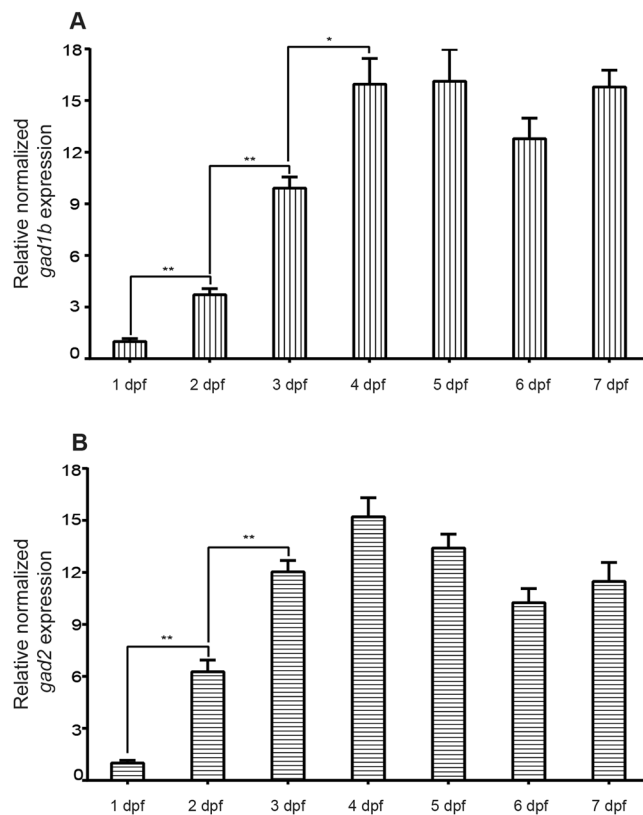 A
Relative normalized
gad1b expression
18
15
12
9
6
3
0
**
**
*
1 dpf 2 dpf 3 dpf 4 dpf 5 dpf 6 dpf 7 dpf
B
Relative normalized
gad2 expression
18
15
12
9
6
3
0
**
**
1 dpf 2 dpf 3 dpf 4 dpf 5 dpf 6 dpf 7 dpf